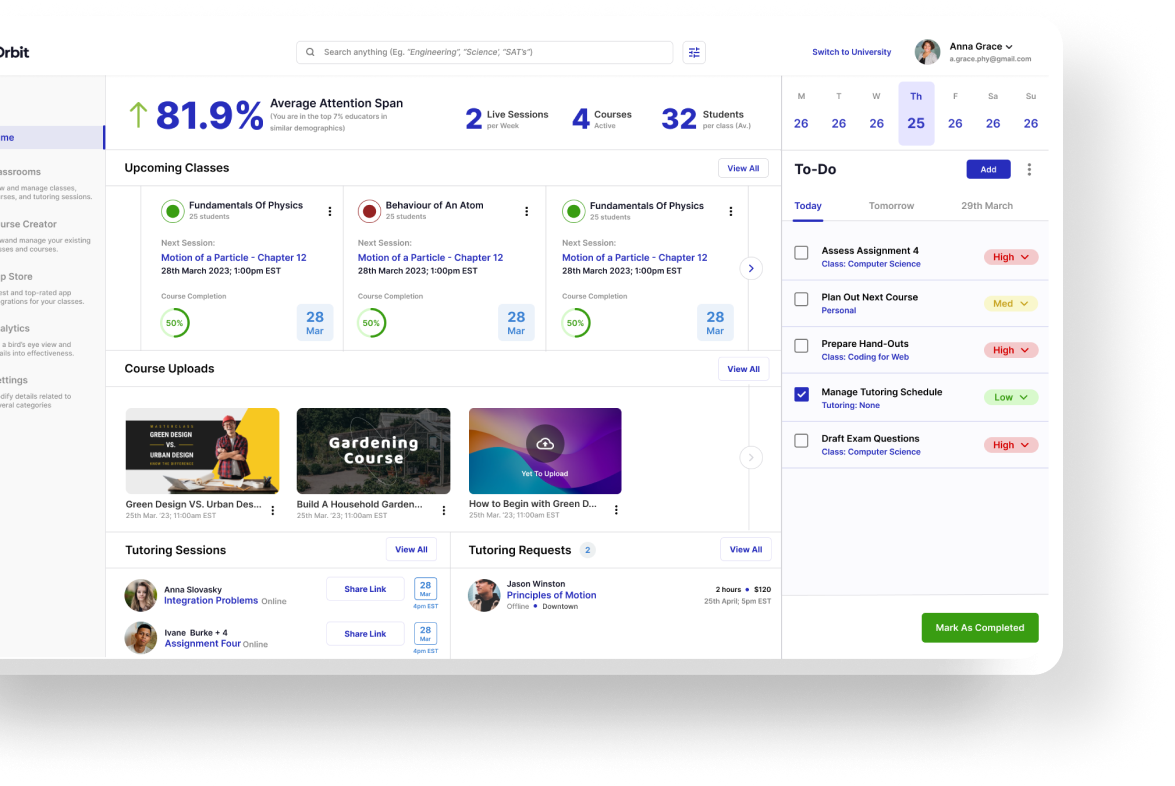 Orbit
Search anything (Eg. "Engineering", "Science', "SAT's")
Switch to University
Anna Grace
a.grace.phy@gmail.com
81.9%
Average Attention Span
(You are in the top 7% educators in
similar demographics)
2 Live Sessions
per Week
4 Courses
Active
32 Students
per class (Av.)
M T W Th F Sa Su
26 26 26 25 26 26 26
Upcoming Classes
View All
Fundamentals Of Physics
25 students
Next Session:
Motion of a Particle - Chapter 12
28th March 2023; 1:00pm EST
Course Completion
50%
28
Mar
Behaviour of An Atom
25 students
Next Session:
Motion of a Particle - Chapter 12
28th March 2023; 1:00pm EST
Course Completion
50%
28
Mar
Fundamentals Of Physics
25 students
Next Session:
Motion of a Particle - Chapter 12
28th March 2023; 1:00pm EST
Course Completion
50%
28
Mar
Course Uploads
View All
MASTERCLASS
GREEN DESIGN
VS.
URBAN DESIGN
KNOW THE DIFFERENCE
Green Design VS. Urban Des...
25th Mar. '23; 11:00am EST
Gardening
Course
Build A Household Garden...
25th Mar. '23; 11:00am EST
Yet To Upload
How to Begin with Green D...
25th Mar. '23; 11:00am EST
Tutoring Sessions
View All
Anna Slovasky
Integration Problems Online
Share Link
28
Mar
4pm EST
Ivane Burke + 4
Assignment Four Online
Share Link
28
Mar
4pm EST
Tutoring Requests 2
View All
Jason Winston
Principles of Motion
Offline • Downtown
2 hours • $120
25th April; 5pm EST
To-Do
Add
Today
Tomorrow
29th March
Assess Assignment 4
Class: Computer Science
High
Plan Out Next Course
Personal
Med
Prepare Hand-Outs
Class: Coding for Web
High
Manage Tutoring Schedule
Tutoring: None
Low
Draft Exam Questions
Class: Computer Science
High
Mark As Completed
me
assrooms
w and manage classes,
rses, and tutoring sessions.
urse Creator
wand manage your existing
uses and courses.
p Store
est and top-rated app
grations for your classes.
alytics
a bird's eye view and
ails into effectiveness.
ttings
dify details related to
veral categories